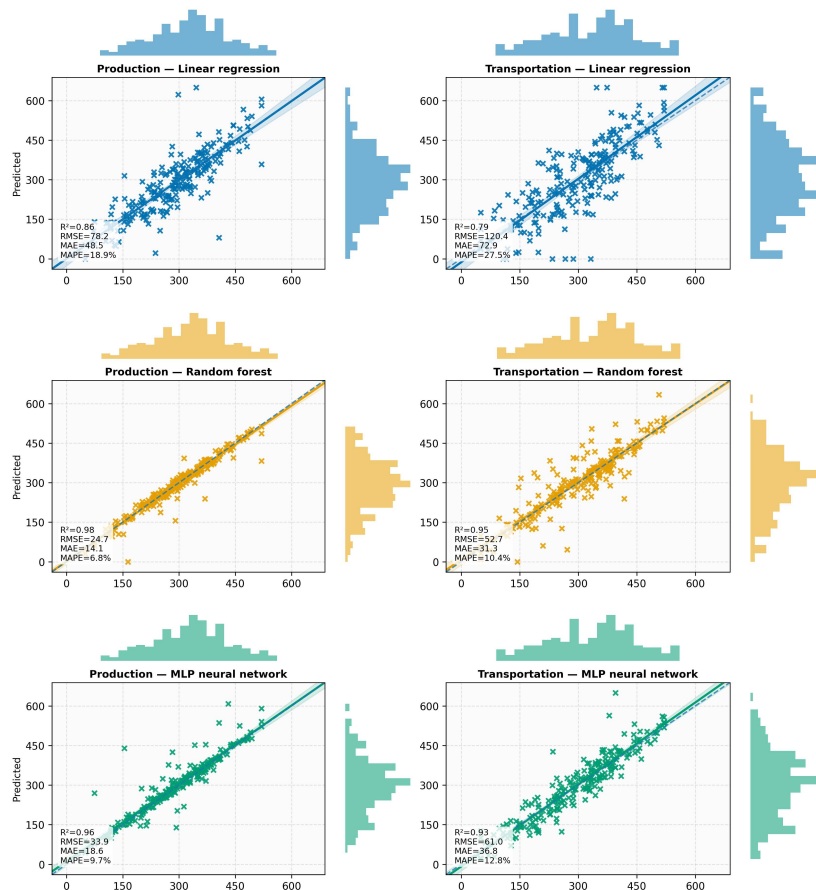 Production — Linear regression
Predicted
600
450
300
150
0
R²=0.86
RMSE=78.2
MAE=48.5
MAPE=18.9%
0 150 300 450 600
Transportation — Linear regression
600
450
300
150
0
R²=0.79
RMSE=120.4
MAE=72.9
MAPE=27.5%
0 150 300 450 600
Production — Random forest
Predicted
600
450
300
150
0
R²=0.98
RMSE=24.7
MAE=14.1
MAPE=6.8%
0 150 300 450 600
Transportation — Random forest
600
450
300
150
0
R²=0.95
RMSE=52.7
MAE=31.3
MAPE=10.4%
0 150 300 450 600
Production — MLP neural network
Predicted
600
450
300
150
0
R²=0.96
RMSE=33.9
MAE=18.6
MAPE=9.7%
0 150 300 450 600
Transportation — MLP neural network
600
450
300
150
0
R²=0.93
RMSE=61.0
MAE=36.8
MAPE=12.8%
0 150 300 450 600